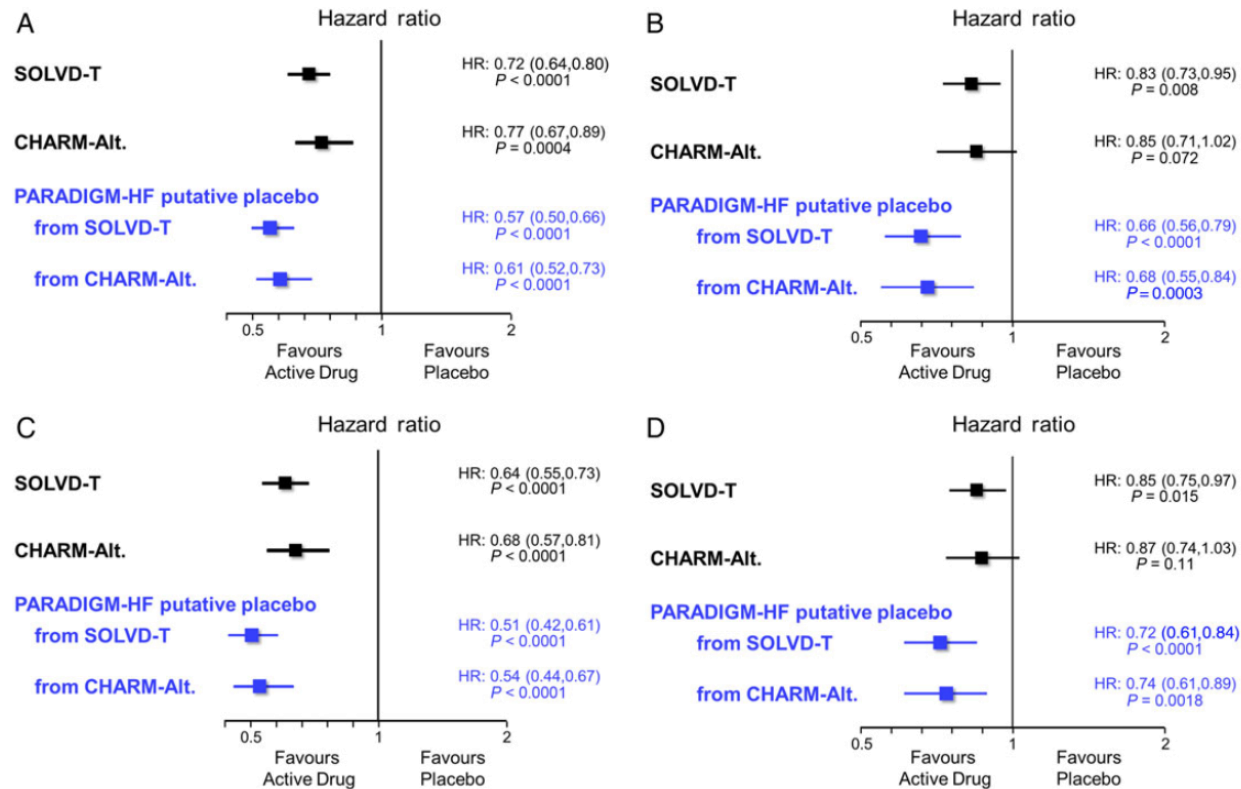 A
Hazard ratio
SOLVD-T
HR: 0.72 (0.64,0.80)
P < 0.0001
CHARM-Alt.
HR: 0.77 (0.67,0.89)
P = 0.0004
PARADIGM-HF putative placebo
from SOLVD-T
HR: 0.57 (0.50,0.66)
P < 0.0001
from CHARM-Alt.
HR: 0.61 (0.52,0.73)
P < 0.0001
0.5 1 2
Favours Favours
Active Drug Placebo
B
Hazard ratio
SOLVD-T
HR: 0.83 (0.73,0.95)
P = 0.008
CHARM-Alt.
HR: 0.85 (0.71,1.02)
P = 0.072
PARADIGM-HF putative placebo
from SOLVD-T
HR: 0.66 (0.56,0.79)
P < 0.0001
from CHARM-Alt.
HR: 0.68 (0.55,0.84)
P = 0.0003
0.5 1 2
Favours Favours
Active Drug Placebo
C
Hazard ratio
SOLVD-T
HR: 0.64 (0.55,0.73)
P < 0.0001
CHARM-Alt.
HR: 0.68 (0.57,0.81)
P < 0.0001
PARADIGM-HF putative placebo
from SOLVD-T
HR: 0.51 (0.42,0.61)
P < 0.0001
from CHARM-Alt.
HR: 0.54 (0.44,0.67)
P < 0.0001
0.5 1 2
Favours Favours
Active Drug Placebo
D
Hazard ratio
SOLVD-T
HR: 0.85 (0.75,0.97)
P = 0.015
CHARM-Alt.
HR: 0.87 (0.74,1.03)
P = 0.11
PARADIGM-HF putative placebo
from SOLVD-T
HR: 0.72 (0.61,0.84)
P < 0.0001
from CHARM-Alt.
HR: 0.74 (0.61,0.89)
P = 0.0018
0.5 1 2
Favours Favours
Active Drug Placebo